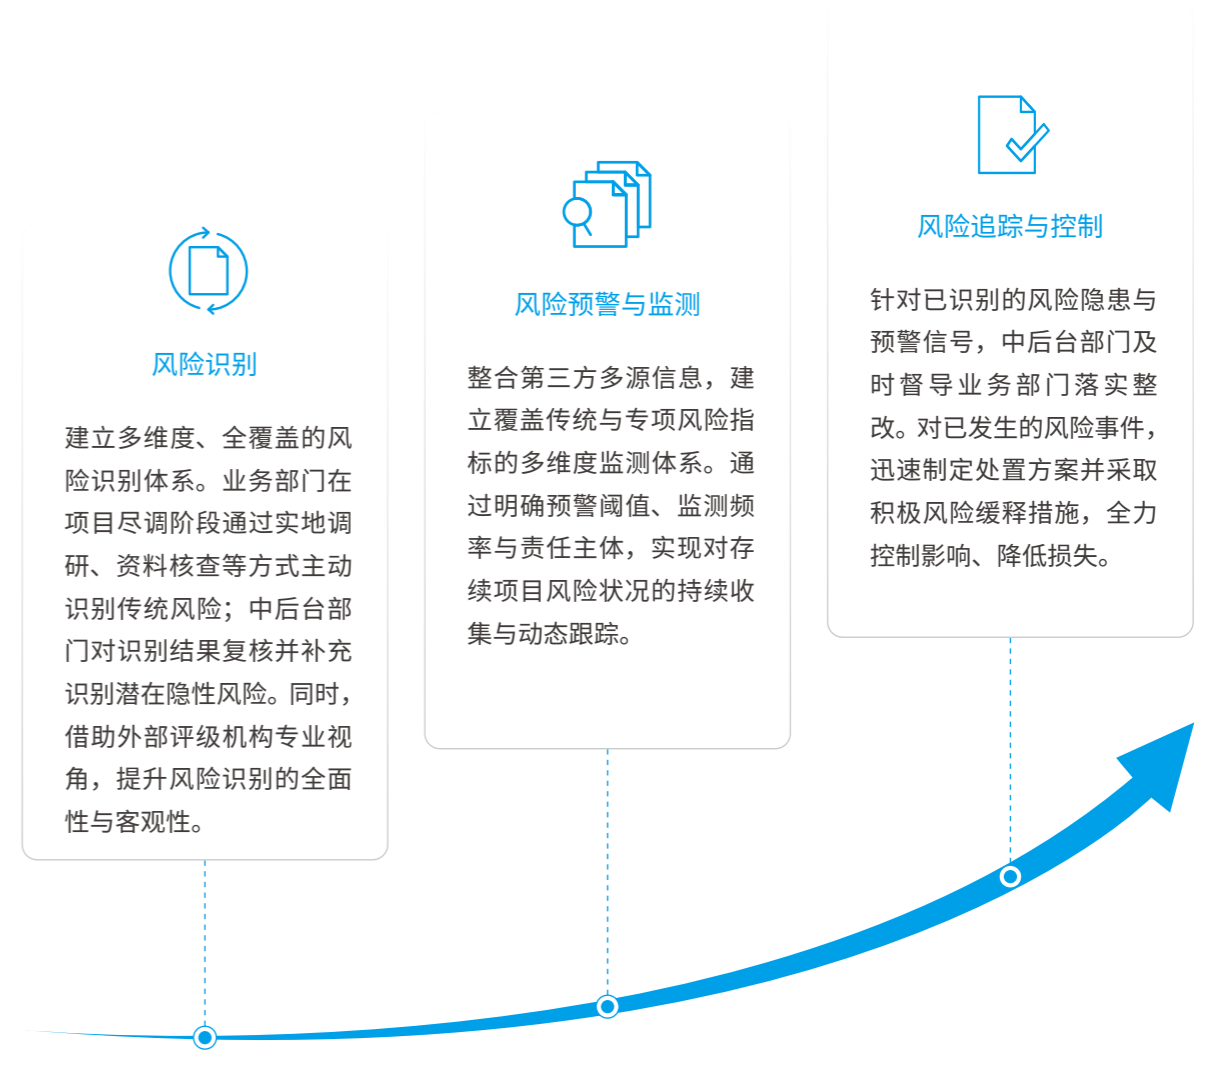 风险识别
建立多维度、全覆盖的风
险识别体系。业务部门在
项目尽调阶段通过实地调
研、资料核查等方式主动
识别传统风险；中后台部
门对识别结果复核并补充
识别潜在隐性风险。同时，
借助外部评级机构专业视
角，提升风险识别的全面
性与客观性。
风险预警与监测
整合第三方多源信息，建
立覆盖传统与专项风险指
标的多维度监测体系。通
过明确预警阈值、监测频
率与责任主体，实现对存
续项目风险状况的持续收
集与动态跟踪。
风险追踪与控制
针对已识别的风险隐患与
预警信号，中后台部门及
时督导业务部门落实整
改。对已发生的风险事件，
迅速制定处置方案并采取
积极风险缓释措施，全力
控制影响、降低损失。